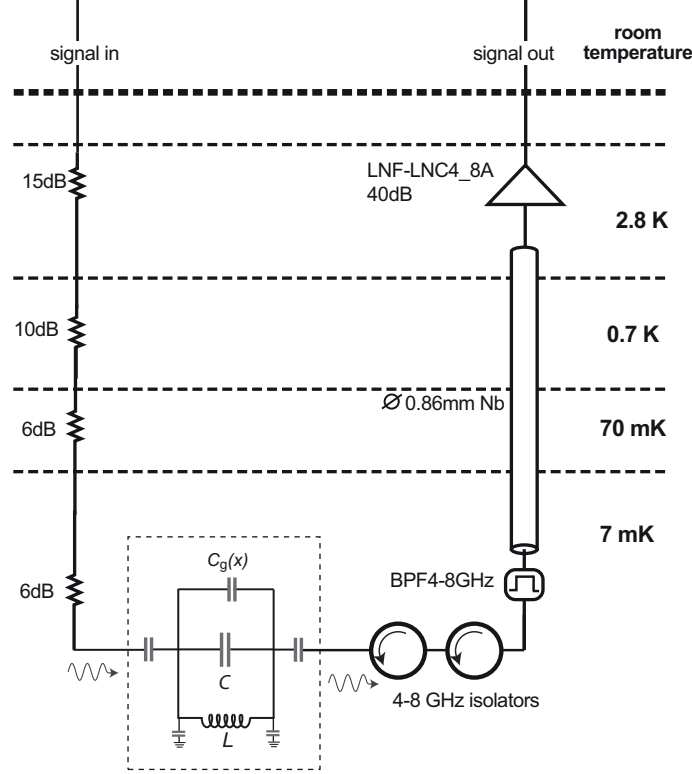 signal in
signal out
room
temperature
15dB
LNF-LNC4_8A
40dB
2.8 K
10dB
0.7 K
Ø 0.86mm Nb
6dB
70 mK
7 mK
Cg(x)
6dB
BPF4-8GHz
C
4-8 GHz isolators
L